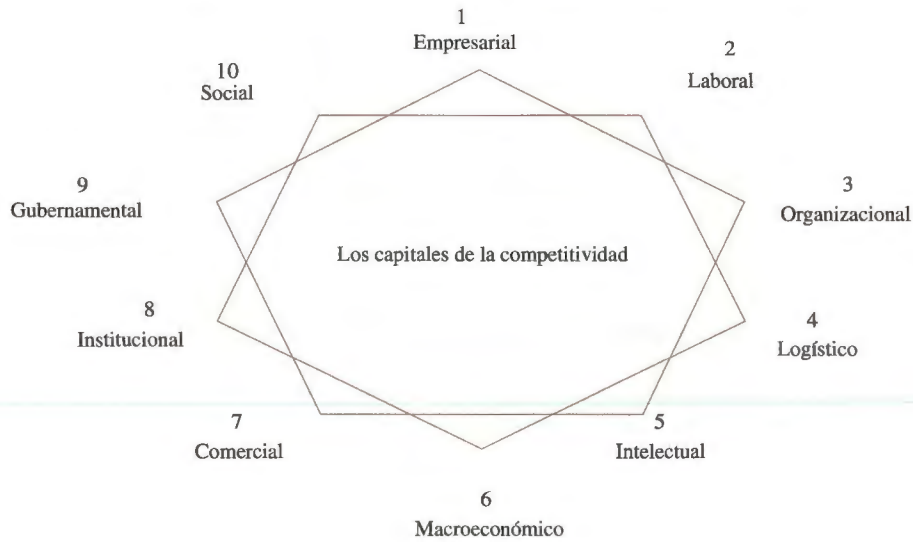 1
Empresarial
2
Laboral
3
Organizacional
4
Logístico
5
Intelectual
6
Macroeconómico
7
Comercial
8
Institucional
9
Gubernamental
10
Social
Los capitales de la competitividad